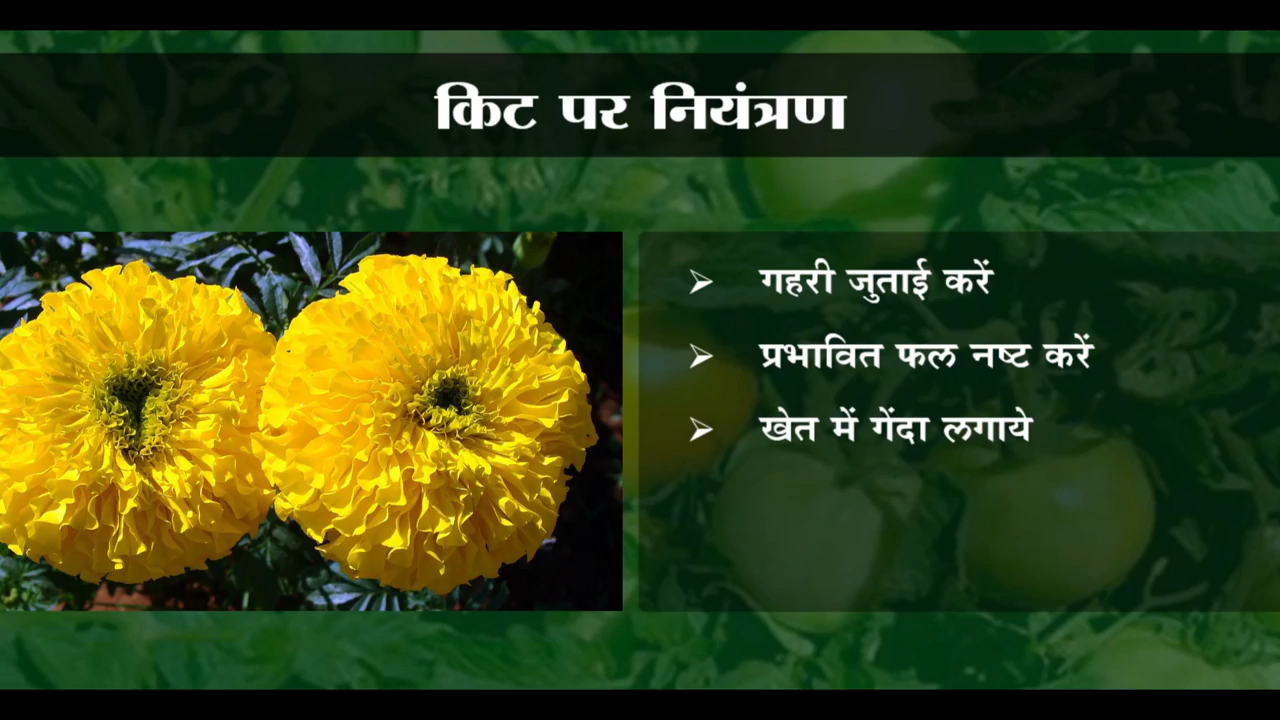 किट पर नियंत्रण
गहरी जुताई करें
प्रभावित फल नष्ट करें
खेत में गेंदा लगाये